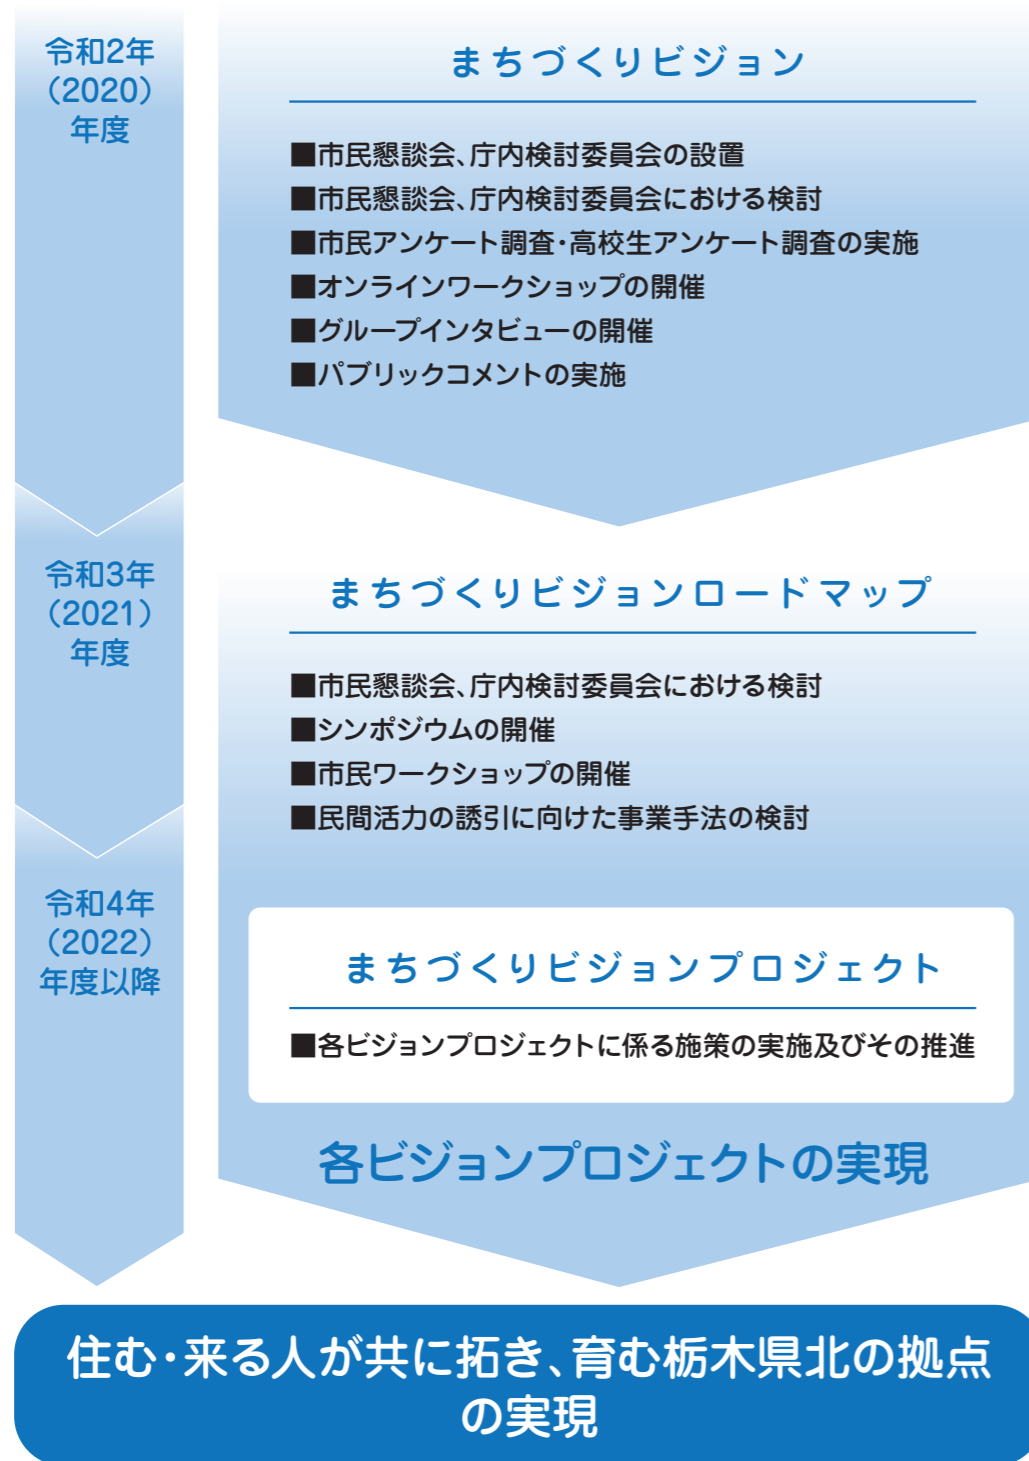 令和2年
（2020）
年度
まちづくりビジョン
■市民懇談会、庁内検討委員会の設置
■市民懇談会、庁内検討委員会における検討
■市民アンケート調査・高校生アンケート調査の実施
■オンラインワークショップの開催
■グループインタビューの開催
■パブリックコメントの実施
令和3年
（2021）
年度
まちづくりビジョンロードマップ
■市民懇談会、庁内検討委員会における検討
■シンポジウムの開催
■市民ワークショップの開催
■民間活力の誘引に向けた事業手法の検討
令和4年
（2022）
年度以降
まちづくりビジョンプロジェクト
■各ビジョンプロジェクトに係る施策の実施及びその推進
各ビジョンプロジェクトの実現
住む・来る人が共に拓き、育む栃木県北の拠点
の実現